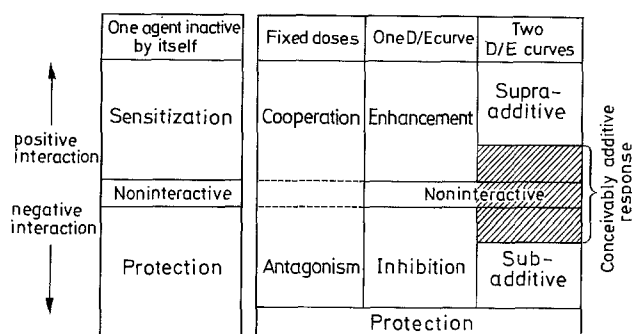 One agent inactive
by itself
Fixed doses
One D/E curve
Two
D/E curves
positive
interaction
negative
interaction
Sensitization
Cooperation
Enhancement
Supra-
additive
Noninteractive
Noninteractive
Protection
Antagonism
Inhibition
Sub-
additive
Protection
Conceivably additive
response